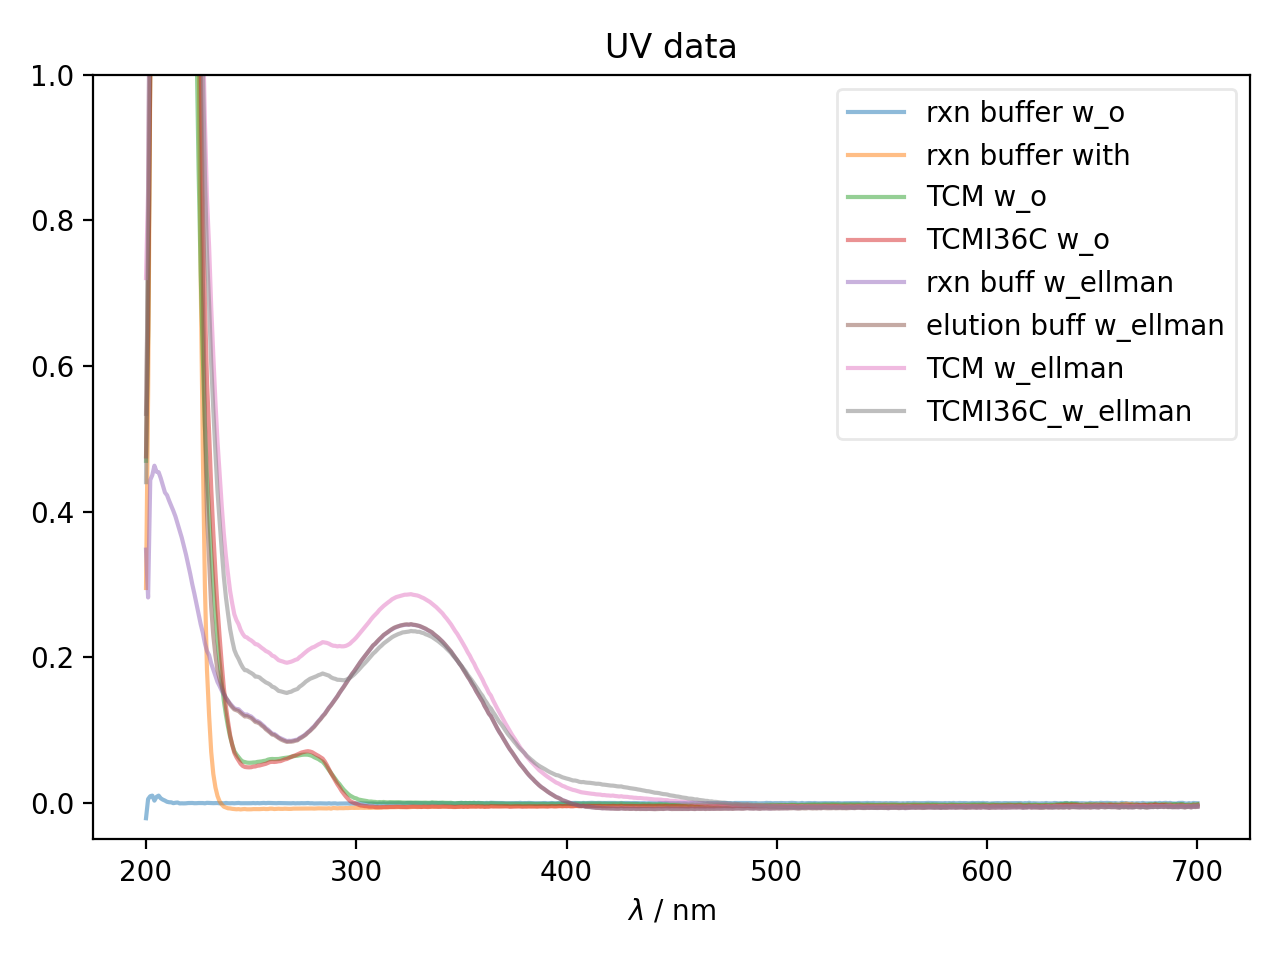 UV data
1.0
0.8
0.6
0.4
0.2
0.0
rxn buffer w_o
rxn buffer with
TCM w_o
TCMI36C w_o
rxn buff w_ellman
elution buff w_ellman
TCM w_ellman
TCMI36C_w_ellman
200 300 400 500 600 700
λ / nm